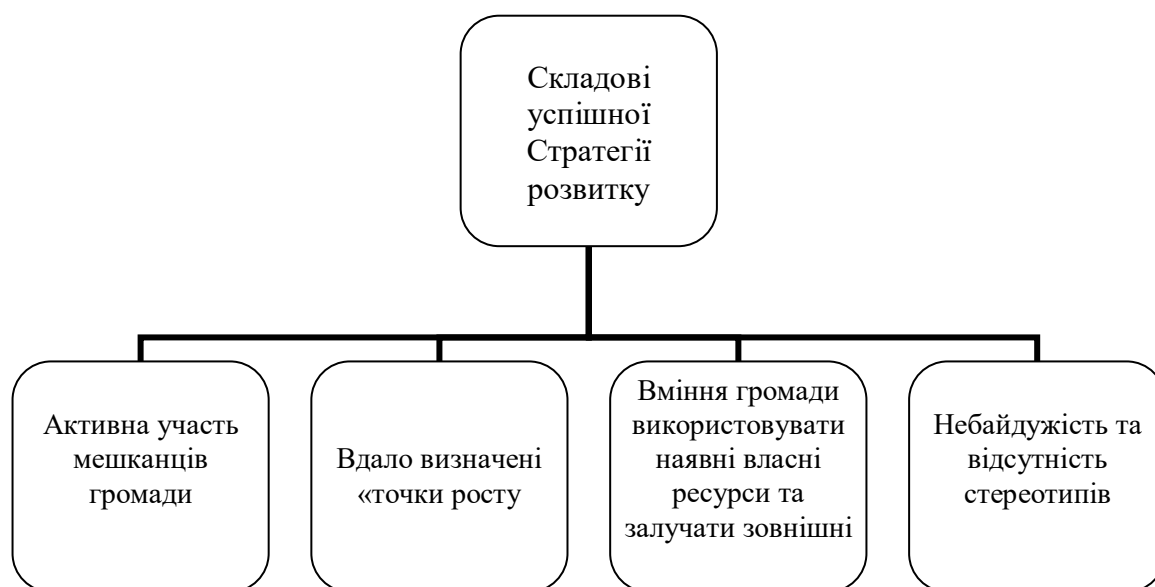 Складові
успішної
Стратегії
розвитку
Активна участь
мешканців
громади
Вдало визначені
«точки росту
Вміння громади
використовувати
наявні власні
ресурси та
залучати зовнішні
Небайдужість та
відсутність
стереотипів